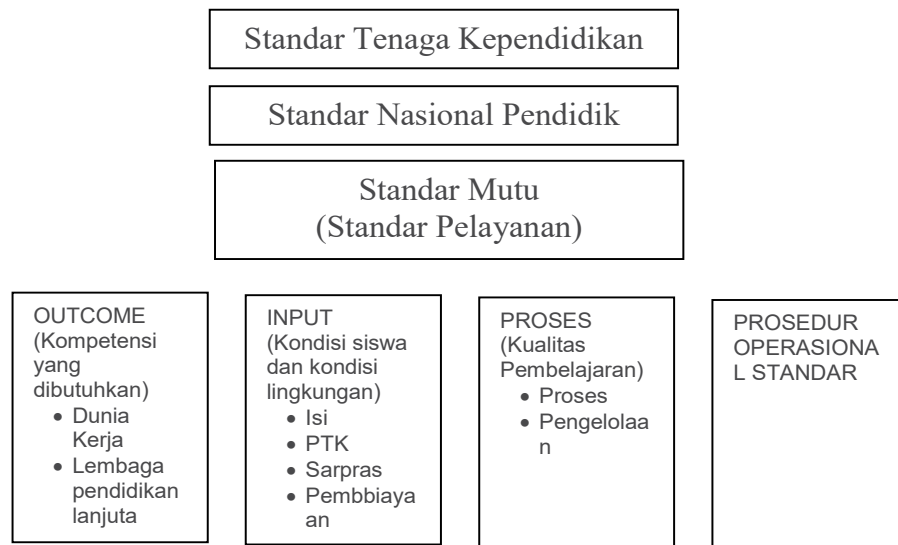 Standar Tenaga Kependidikan
Standar Nasional Pendidik
Standar Mutu
(Standar Pelayanan)
OUTCOME
(Kompetensi
yang
dibutuhkan)
• Dunia
Kerja
• Lembaga
pendidikan
lanjuta
INPUT
(Kondisi siswa
dan kondisi
lingkungan)
• Isi
• PTK
• Sarpras
• Pembbiaya
an
PROSES
(Kualitas
Pembelajaran)
• Proses
• Pengelolaa
n
PROSEDUR
OPERASIONA
L STANDAR